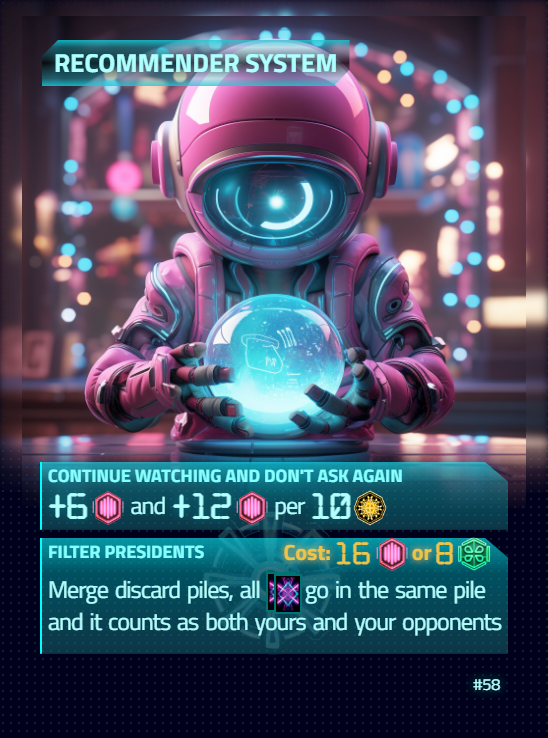 RECOMMENDER SYSTEM
CONTINUE WATCHING AND DON'T ASK AGAIN
+6 and +12 per 10
FILTER PRESIDENTS Cost: 16 or 8
Merge discard piles, all go in the same pile
and it counts as both yours and your opponents
#58